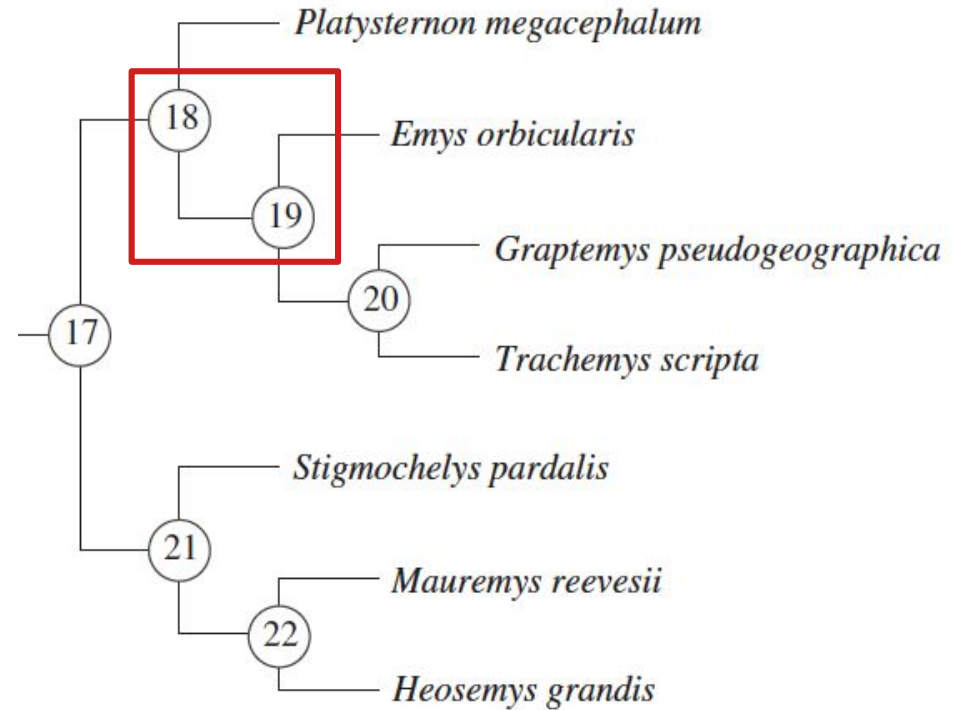 Platysternon megacephalum
18
Emys orbicularis
19
Graptemys pseudogeographica
20
17
Trachemys scripta
Stigmochelys pardalis
21
Mauremys reevesii
22
Heosemys grandis